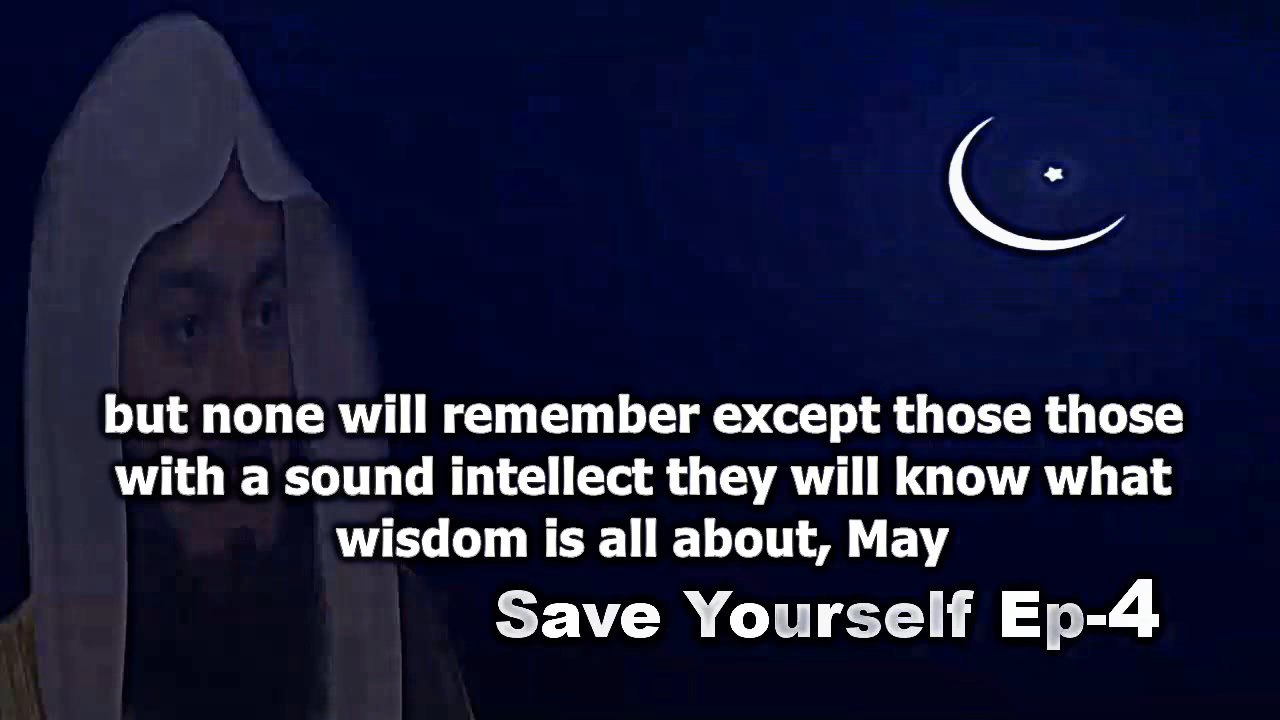 but none will remember except those those
with a sound intellect they will know what
wisdom is all about, May
Save Yourself Ep-4